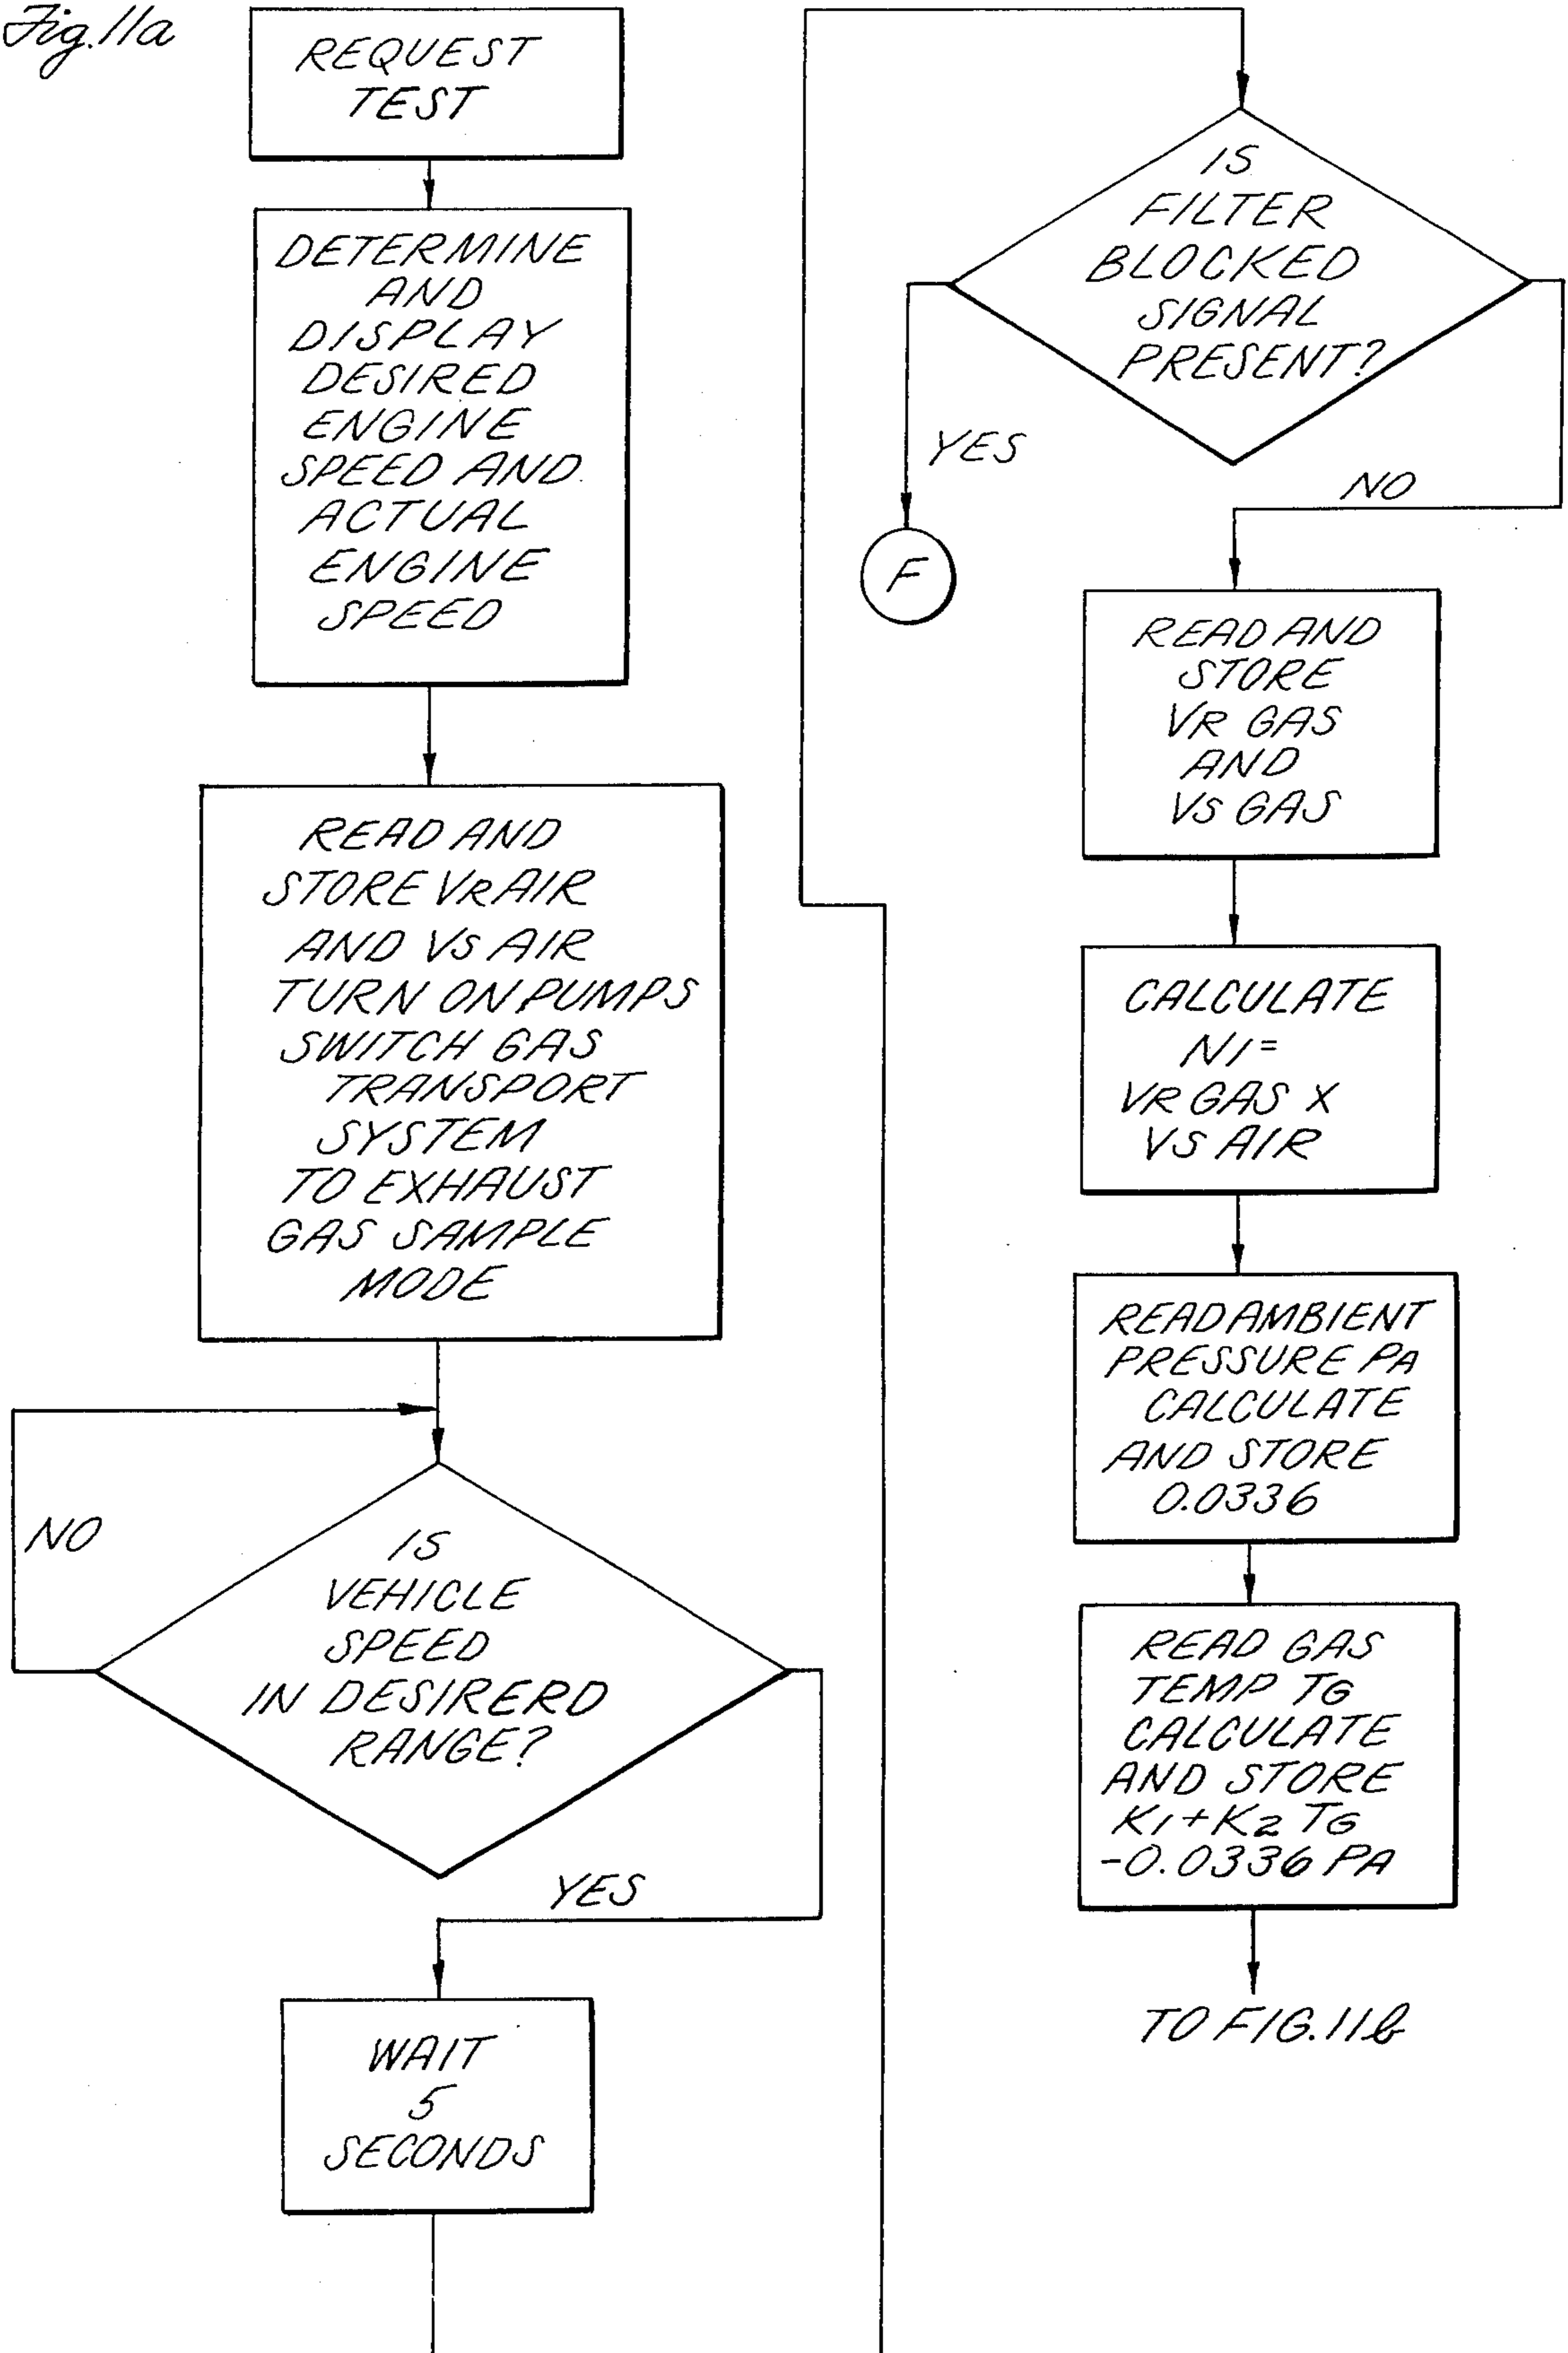 Fig.11a
REQUEST
TEST
DETERMINE
AND
DISPLAY
DESIRED
ENGINE
SPEED AND
ACTUAL
ENGINE
SPEED
READ AND
STORE VR AIR
AND VS AIR
TURN ON PUMPS
SWITCH GAS
TRANSPORT
SYSTEM
TO EXHAUST
GAS SAMPLE
MODE
NO
IS
VEHICLE
SPEED
IN DESIRERD
RANGE?
YES
WAIT
5
SECONDS
IS
FILTER
BLOCKED
SIGNAL
PRESENT?
YES
NO
F
READ AND
STORE
VR GAS
AND
VS GAS
CALCULATE
N1=
VR GAS X
VS AIR
READ AMBIENT
PRESSURE PA
CALCULATE
AND STORE
0.0336
READ GAS
TEMP TG
CALCULATE
AND STORE
K1+K2 TG
-0.0336 PA
TO FIG.11b